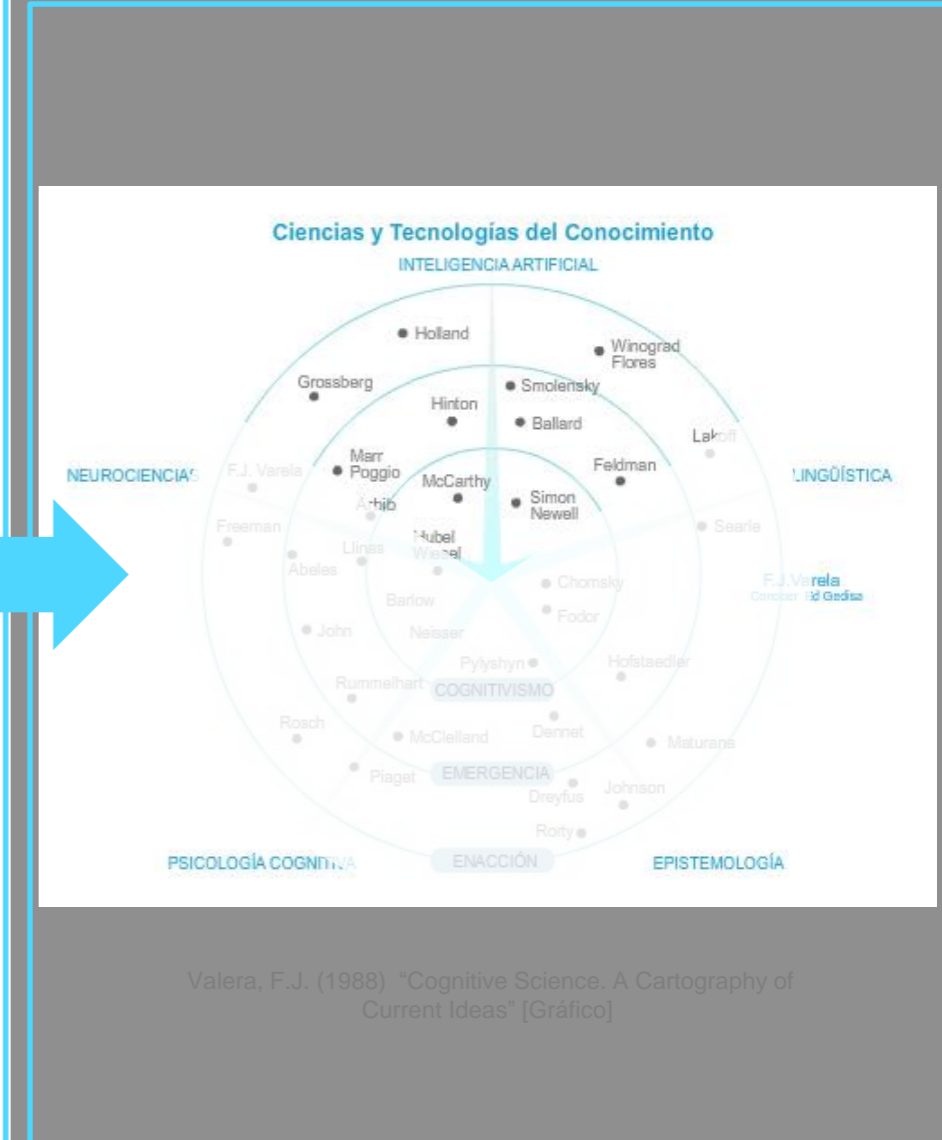 Ciencias y Tecnologías del Conocimiento
INTELIGENCIA ARTIFICIAL
Holland
Winograd
Flores
Grossberg
Smolensky
Hinton
Ballard
Lakoff
Marr
Poggio
Feldman
NEUROCIENCIAS
F.J. Varela
McCarthy
LINGÜÍSTICA
Arbib
Simon
Newell
Freeman
Searle
Hubel
Wiesel
Llinas
Abeles
Chomsky
F.J.Varela
Conocer Ed Gedisa
Barlow
Fodor
John
Neisser
Pylyshyn
Hofstaedler
Rummelhart
COGNITIVISMO
Rosch
McClelland
Dennet
Maturana
Piaget
EMERGENCIA
Dreyfus
Johnson
Rorty
PSICOLOGÍA COGNITIVA
ENACCIÓN
EPISTEMOLOGÍA
Valera, F.J. (1988) “Cognitive Science. A Cartography of
Current Ideas” [Gráfico]